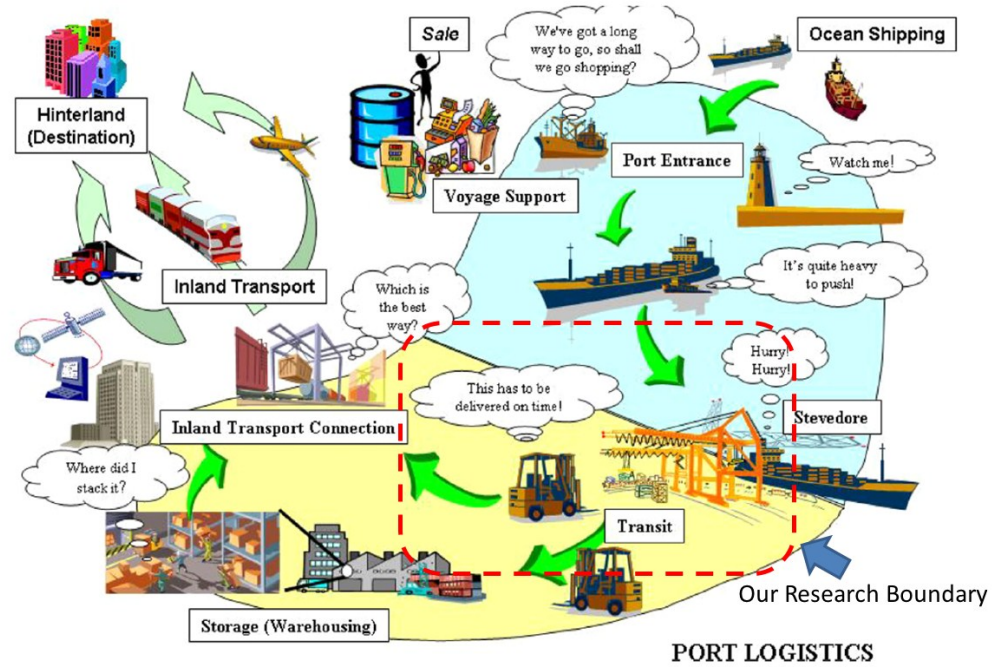 We've got a long
way to go, so shall
we go shopping?
Sale
Ocean Shipping
Hinterland
(Destination)
Port Entrance
Watch me!
Voyage Support
It's quite heavy
to push!
Inland Transport
Which is
the best
way?
Hurry!
Hurry!
This has to be
delivered on time!
Stevedore
Inland Transport Connection
Where did I
stack it?
Transit
Our Research Boundary
Storage (Warehousing)
PORT LOGISTICS